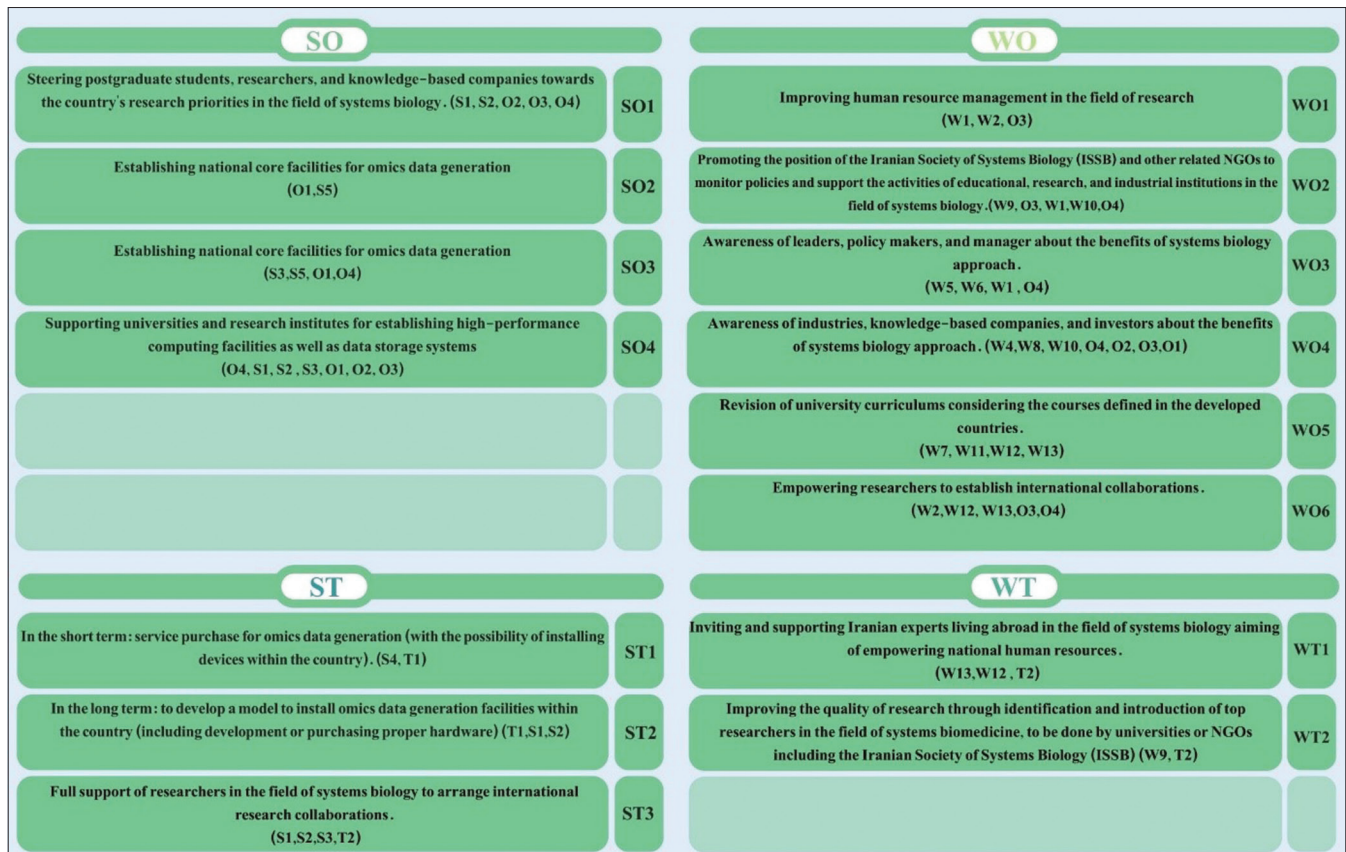 SO
Steering postgraduate students, researchers, and knowledge-based companies towards
the country's research priorities in the field of systems biology. (S1, S2, O2, O3, O4)
SO1
Establishing national core facilities for omics data generation
(O1,S5)
SO2
Establishing national core facilities for omics data generation
(S3,S5, O1,O4)
SO3
Supporting universities and research institutes for establishing high-performance
computing facilities as well as data storage systems
(O4, S1, S2 , S3, O1, O2, O3)
SO4
WO
Improving human resource management in the field of research
(W1, W2, O3)
WO1
Promoting the position of the Iranian Society of Systems Biology (ISSB) and other related NGOs to
monitor policies and support the activities of educational, research, and industrial institutions in the
field of systems biology.(W9, O3, W1,W10,O4)
WO2
Awareness of leaders, policy makers, and manager about the benefits of systems biology
approach.
(W5, W6, W1 , O4)
WO3
Awareness of industries, knowledge-based companies, and investors about the benefits
of systems biology approach. (W4,W8, W10, O4, O2, O3,O1)
WO4
Revision of university curriculums considering the courses defined in the developed
countries.
(W7, W11,W12, W13)
WO5
Empowering researchers to establish international collaborations.
(W2,W12, W13,O3,O4)
WO6
ST
In the short term: service purchase for omics data generation (with the possibility of installing
devices within the country). (S4, T1)
ST1
In the long term: to develop a model to install omics data generation facilities within
the country (including development or purchasing proper hardware) (T1,S1,S2)
ST2
Full support of researchers in the field of systems biology to arrange international
research collaborations.
(S1,S2,S3,T2)
ST3
WT
Inviting and supporting Iranian experts living abroad in the field of systems biology aiming
of empowering national human resources.
(W13,W12 , T2)
WT1
Improving the quality of research through identification and introduction of top
researchers in the field of systems biomedicine, to be done by universities or NGOs
including the Iranian Society of Systems Biology (ISSB) (W9, T2)
WT2